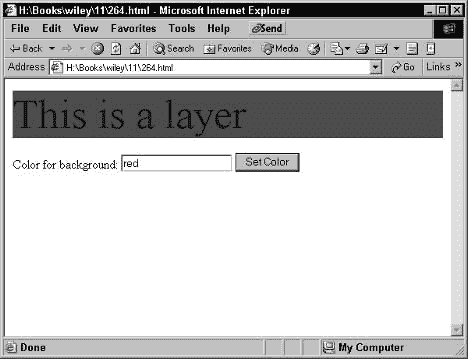 H:\Books\wiley\11\264.html - Microsoft Internet Explorer
File Edit View Favorites Tools Help Send
Back Search Favorites Media
Address H:\Books\wiley\11\264.html Go Links »
This is a layer
Color for background: red Set Color
Done My Computer